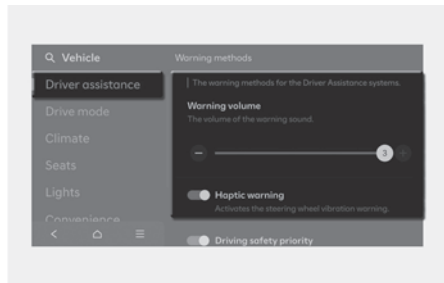 Vehicle
Warning methods
Driver assistance
The warning methods for the Driver Assistance systems.
Drive mode
Warning volume
The volume of the warning sound.
Climate
3
Seats
Lights
Haptic warning
Activates the steering wheel vibration warning.
Convenience
Driving safety priority